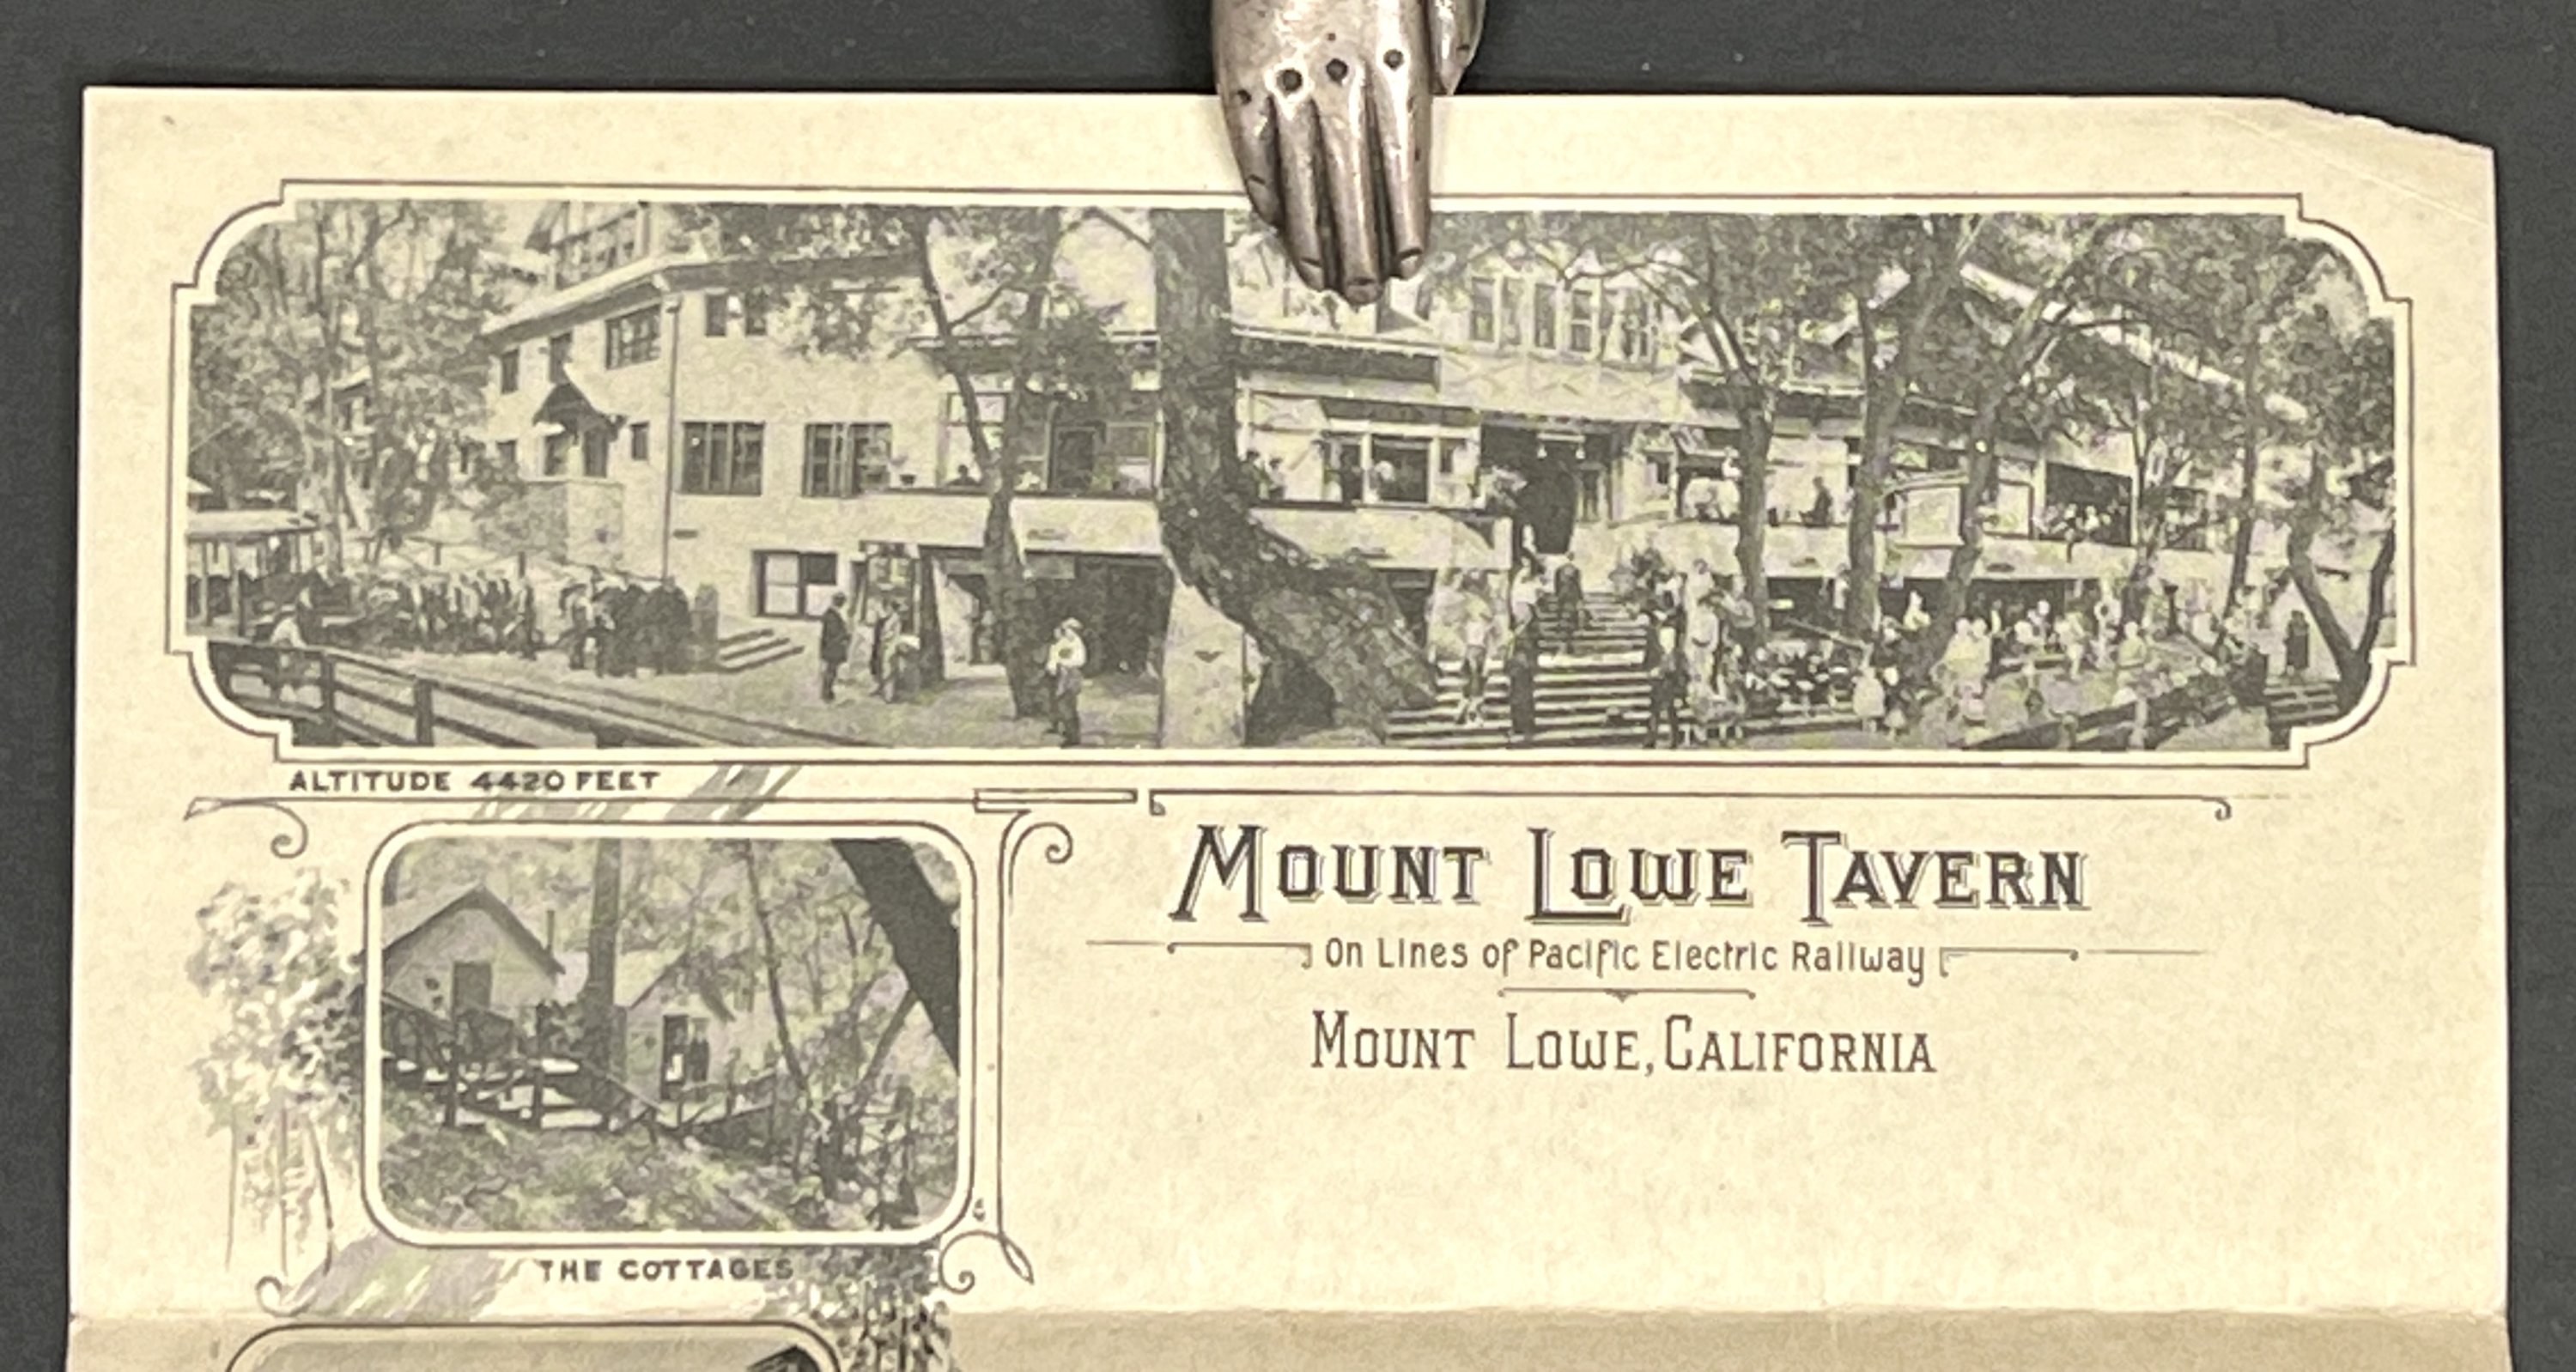 ALTITUDE 4420 FEET
MOUNT LOWE TAVERN
On Lines of Pacific Electric Railway
MOUNT LOWE, CALIFORNIA
THE COTTAGES